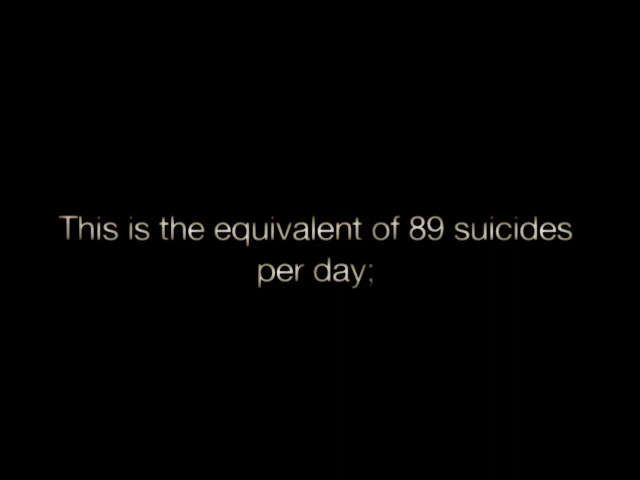 This is the equivalent of 89 suicides
per day;